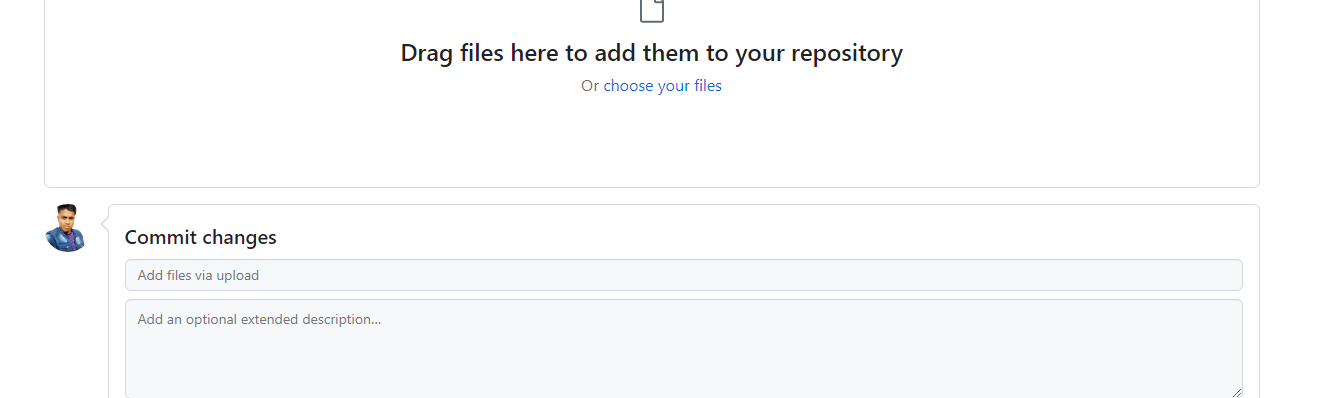 Drag files here to add them to your repository
Or choose your files
Commit changes
Add files via upload
Add an optional extended description...